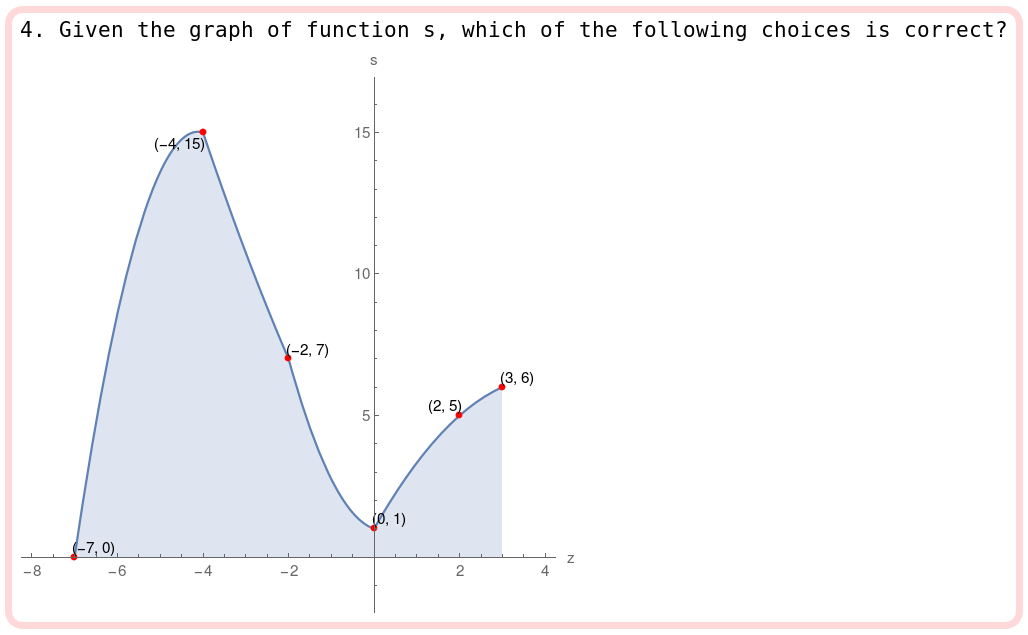 4. Given the graph of function s, which of the following choices is correct?
s
15
(−4, 15)
10
(−2, 7)
(3, 6)
(2, 5)
5
(0, 1)
(−7, 0)
z
−8 −6 −4 −2 2 4